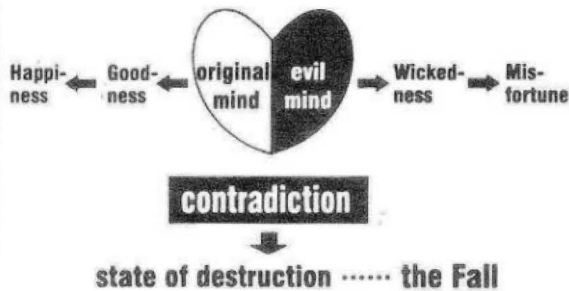 Happi-
ness
Good-
ness
original
mind
evil
mind
Wicked-
ness
Mis-
fortune
contradiction
state of destruction ...... the Fall